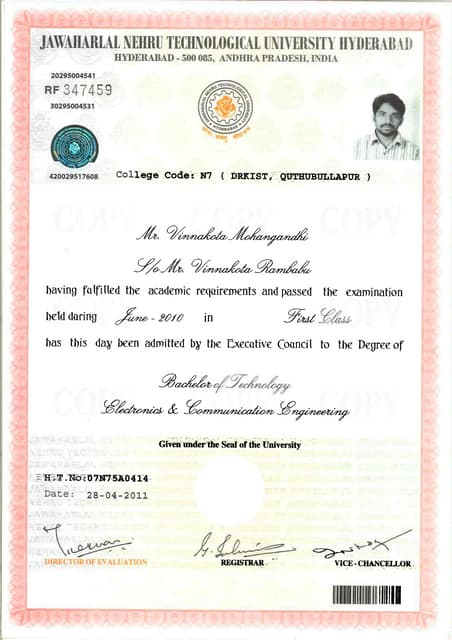 JAWAHARLAL NEHRU TECHNOLOGICAL UNIVERSITY HYDERABAD
HYDERABAD - 500 085, ANDHRA PRADESH, INDIA
20295004541
RF 347459
30295004531
420029517608
College Code: N7 ( DRKIST, QUTHUBULLAPUR )
COPY COPY COPY
Mr. Vinnakota Mohangandhi
S/o Mr. Vinnakota Rambabu
having fulfilled the academic requirements and passed the examination
held daring June - 2010 in First Class
has this day been admitted by the Executive Council to the Degree of
Bachelor of Technology
Electronics & Communication Engineering
Given under the Seal of the University
H.T.No:07N75A0414
Date: 28-04-2011
DIRECTOR OF EVALUATION
REGISTRAR
VICE - CHANCELLOR